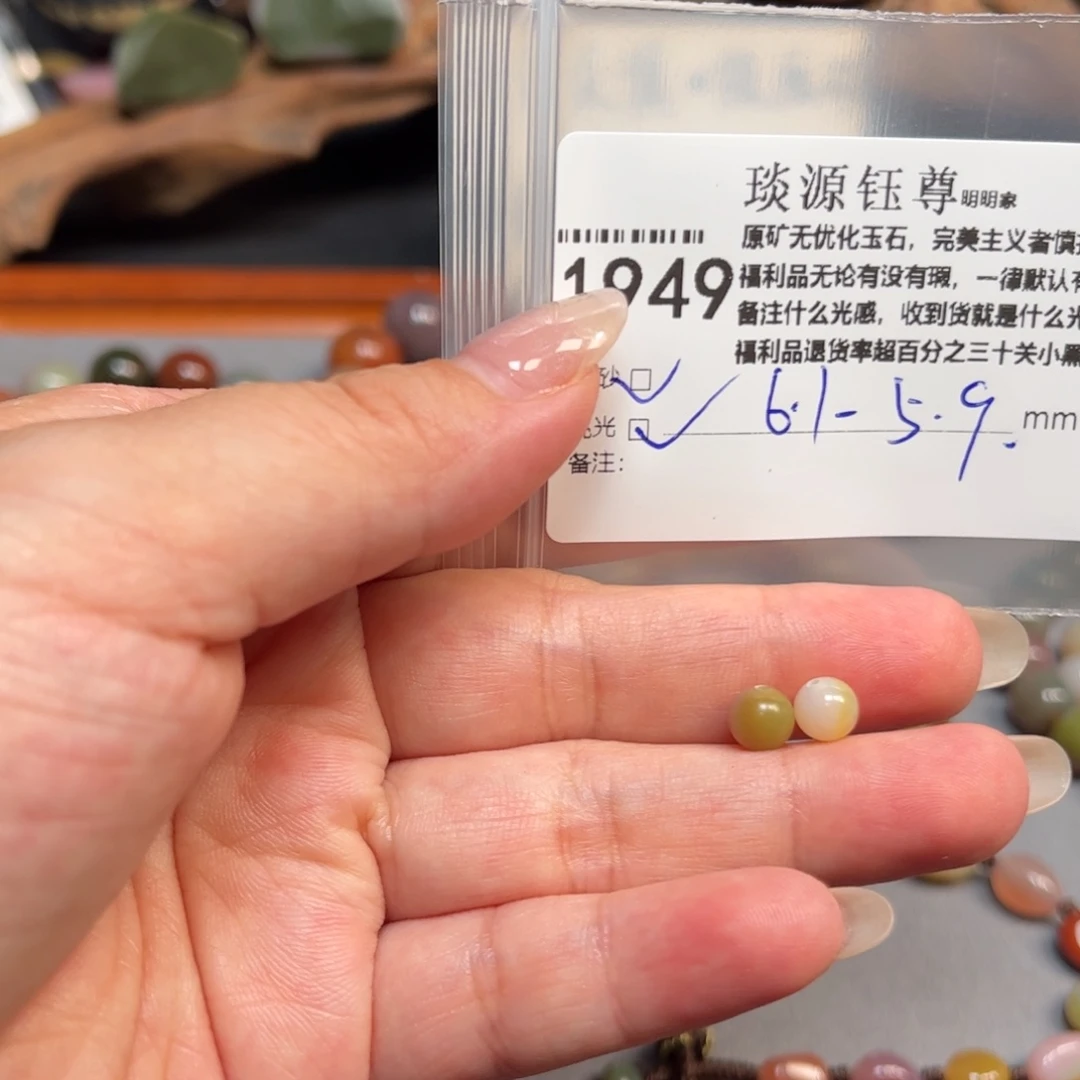 琰源钰尊明明家
原矿无优化玉石，完美主义者慎
1949
福利品无论有没有瑕，一律默认有
备注什么光感，收到货就是什么光
福利品退货率超百分之三十关小黑
砂□
光□ 6.1-5.9. mm
备注：